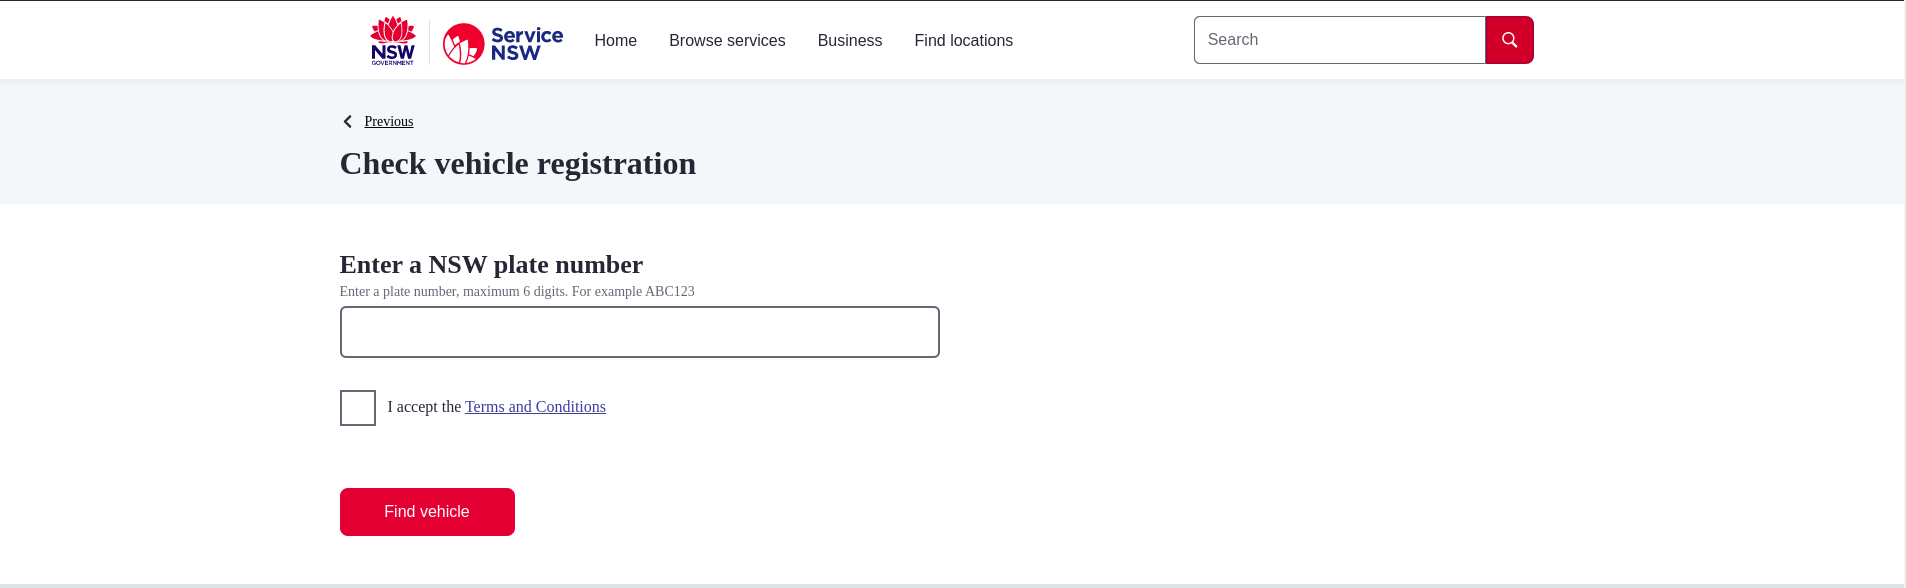 NSW
GOVERNMENT
Service
NSW
Home
Browse services
Business
Find locations
Search
Previous
Check vehicle registration
Enter a NSW plate number
Enter a plate number, maximum 6 digits. For example ABC123
I accept the Terms and Conditions
Find vehicle